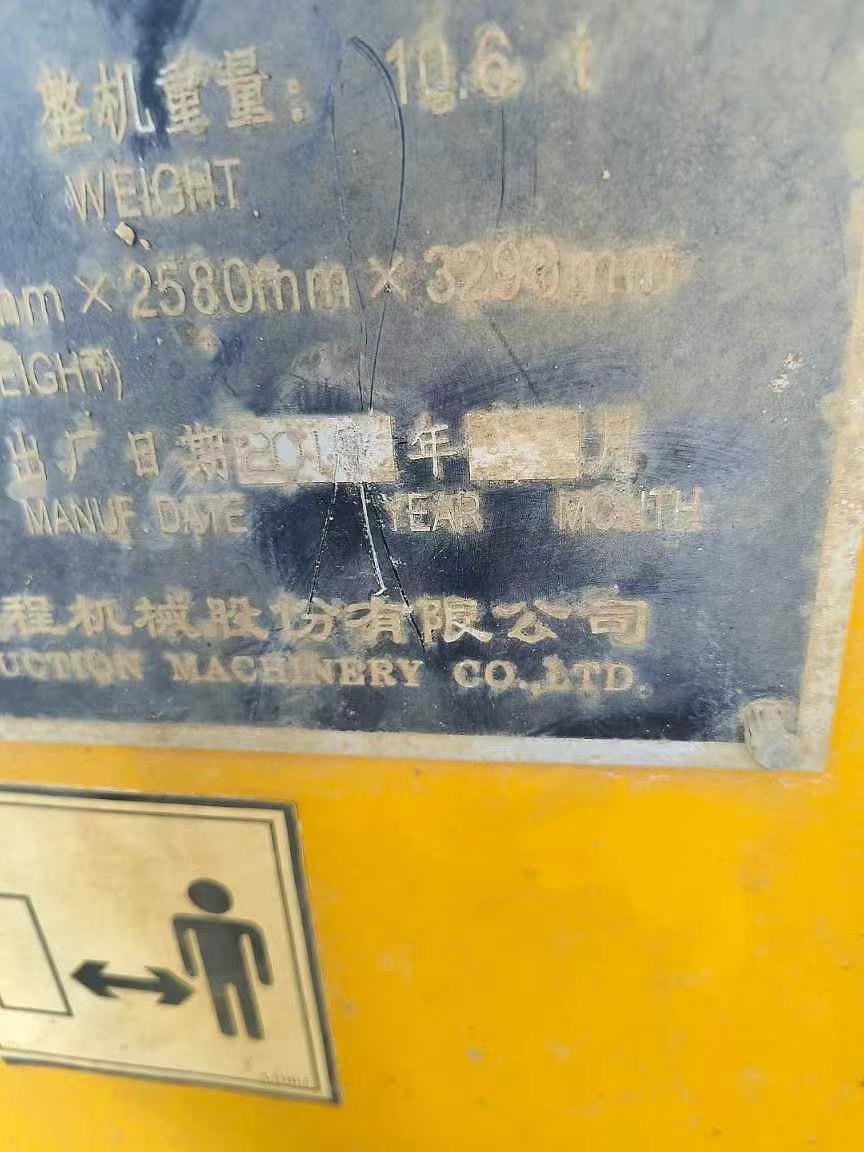 整机重量： 10.6 t
WEIGHT
mm × 2580mm × 3290mm
EIGHT)
出厂日期 年 月
MANUF. DATE YEAR MONTH
程机械股份有限公司
UCTION MACHINERY CO.,LTD.